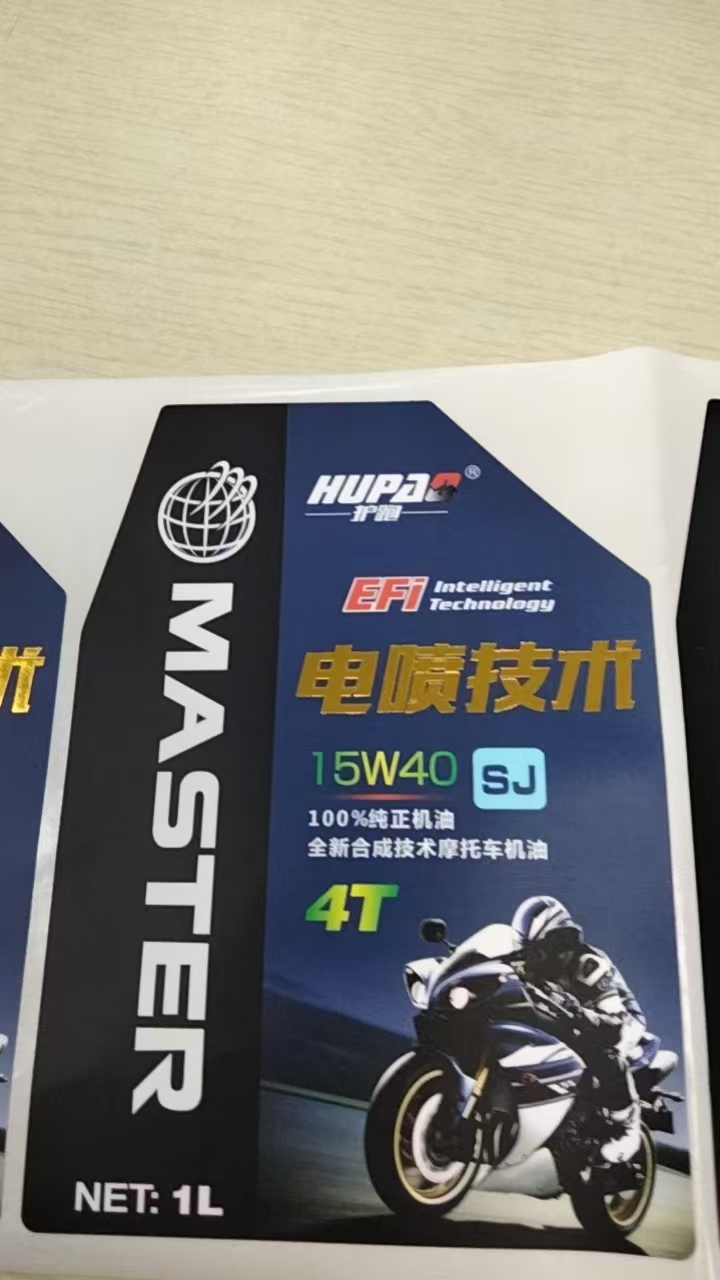 HUPAO®
护跑
EFi Intelligent
Technology
电喷技术
15W40 SJ
100%纯正机油
全新合成技术摩托车机油
4T
MASTER
NET: 1L
术